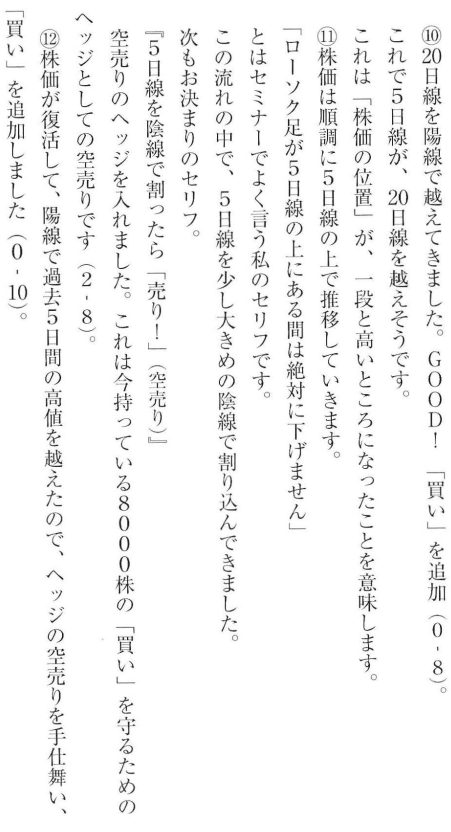 ⑩20日線を陽線で越えてきました。GOOD！　「買い」を追加（0‐8）。
これで5日線が、20日線を越えそうです。
これは「株価の位置」が、一段と高いところになったことを意味します。
⑪株価は順調に5日線の上で推移していきます。
「ローソク足が5日線の上にある間は絶対に下げません」
とはセミナーでよく言う私のセリフです。
この流れの中で、5日線を少し大きめの陰線で割り込んできました。
次もお決まりのセリフ。
『5日線を陰線で割ったら「売り！」（空売り）』
空売りのヘッジを入れました。これは今持っている8000株の「買い」を守るための
ヘッジとしての空売りです（2‐8）。
⑫株価が復活して、陽線で過去5日間の高値を越えたので、ヘッジの空売りを手仕舞い、
「買い」を追加しました（0‐10）。